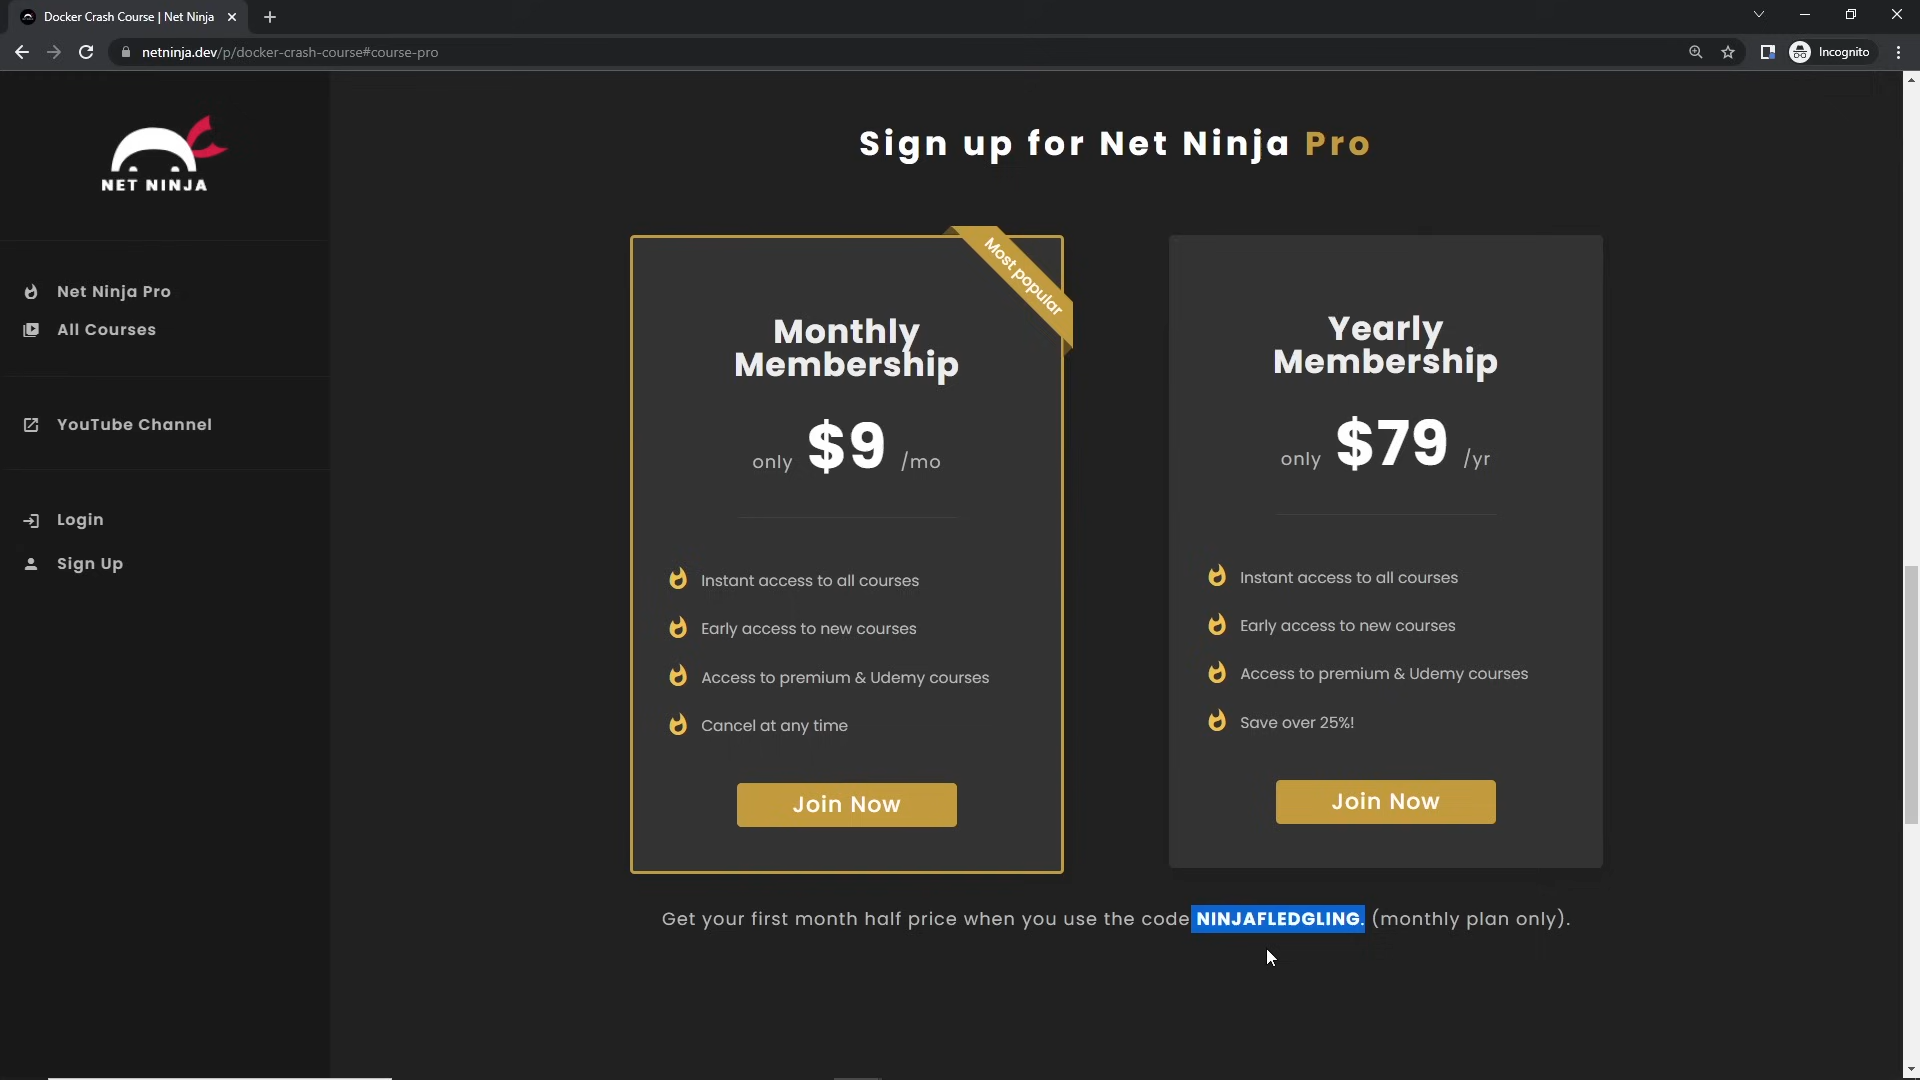 Docker Crash Course | Net Ninja
netninja.dev/p/docker-crash-course#course-pro
Incognito
NET NINJA
Net Ninja Pro
All Courses
YouTube Channel
Login
Sign Up
Sign up for Net Ninja Pro
Most popular
Monthly
Membership
only $9 /mo
Instant access to all courses
Early access to new courses
Access to premium & Udemy courses
Cancel at any time
Join Now
Yearly
Membership
only $79 /yr
Instant access to all courses
Early access to new courses
Access to premium & Udemy courses
Save over 25%!
Join Now
Get your first month half price when you use the code NINJAFLEDGLING. (monthly plan only).